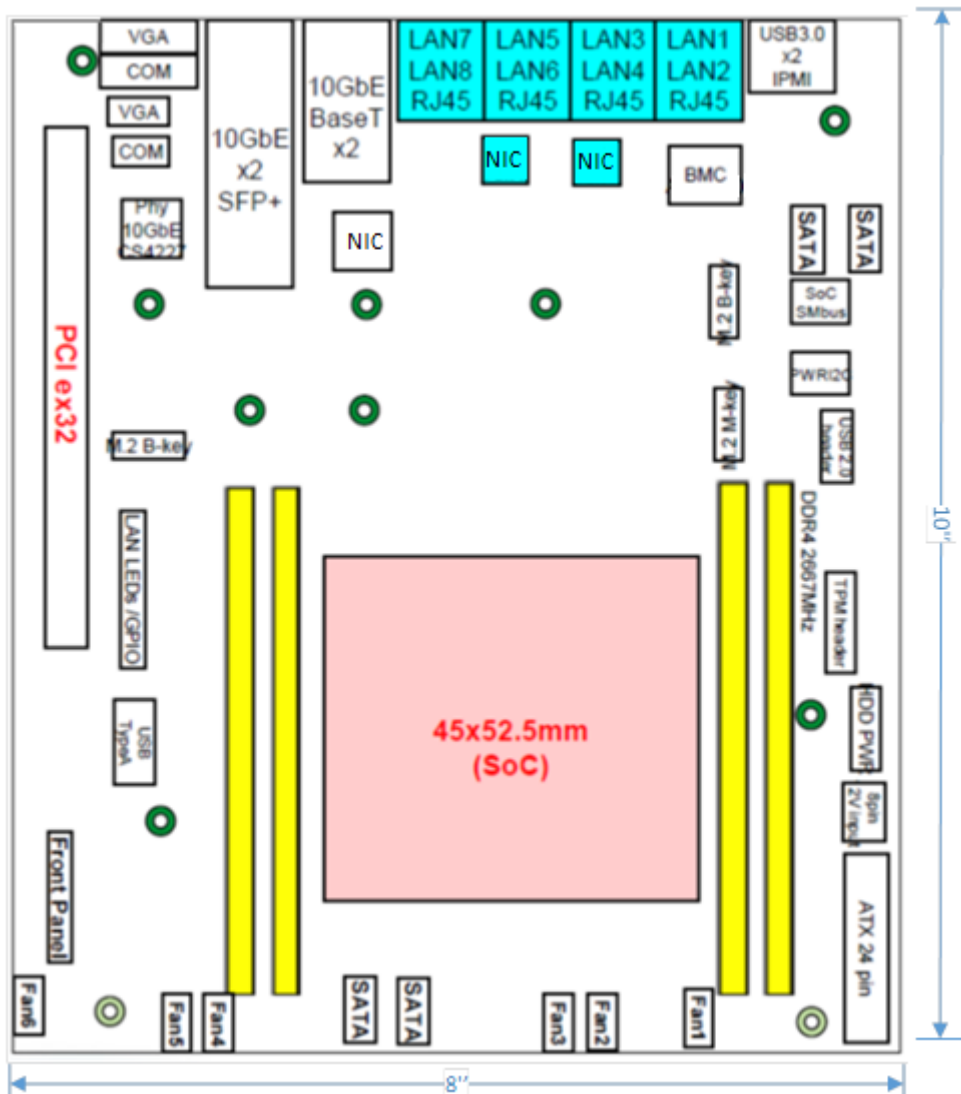 VGA
COM
VGA
COM
10GbE
x2
SFP+
10GbE
BaseT
x2
LAN7
LAN8
RJ45
LAN5
LAN6
RJ45
LAN3
LAN4
RJ45
LAN1
LAN2
RJ45
USB3.0
x2
IPMI
NIC
NIC
BMC
Phy
10GbE
CS4227
NIC
SATA
SATA
M.2 B-key
SoC
SMbus
PWRI2C
PCI ex32
M.2 B-key
M.2 M-key
USB 2.0
header
DDR4 2667MHz
LAN LEDs /GPIO
TPM header
10''
USB
TypeA
45x52.5mm
(SoC)
HDD PWR
8pin
2V input
Front Panel
ATX 24 pin
Fan6
Fan5
Fan4
SATA
SATA
Fan3
Fan2
Fan1
8''